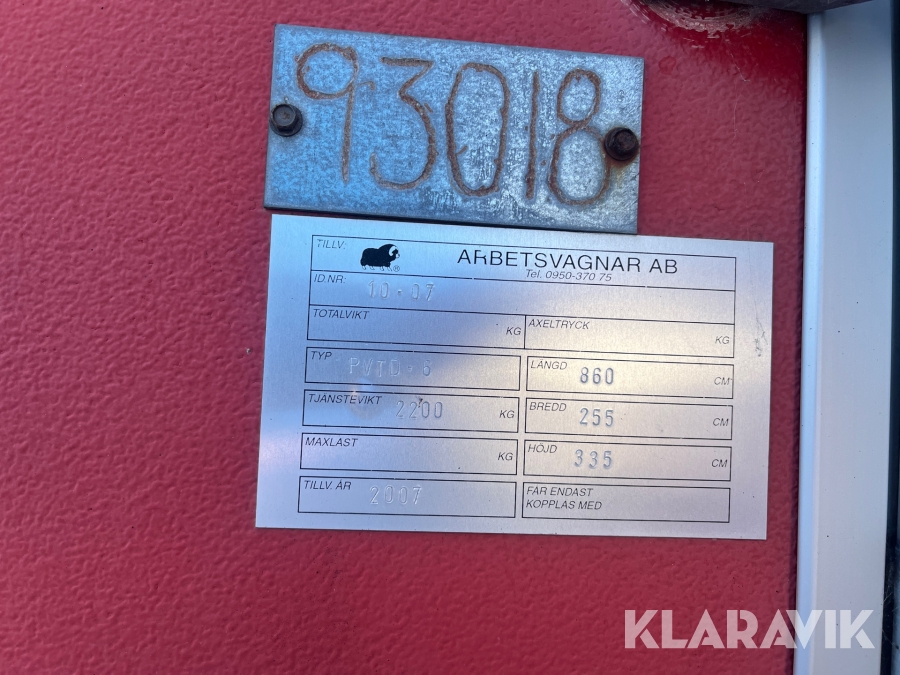 93018
TILLV.
ARBETSVAGNAR AB
®
Tel. 0950-370 75
ID.NR. 10-07
TOTALVIKT KG
AXELTRYCK KG
TYP PVTD-6
LÄNGD 860 CM
TJÄNSTEVIKT 2200 KG
BREDD 255 CM
MAXLAST KG
HÖJD 335 CM
TILLV. ÅR 2007
FÅR ENDAST
KOPPLAS MED
KLARAVIK